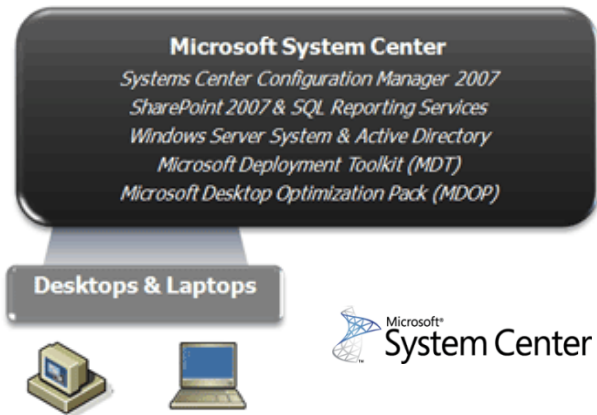 Microsoft System Center
Systems Center Configuration Manager 2007
SharePoint 2007 & SQL Reporting Services
Windows Server System & Active Directory
Microsoft Deployment Toolkit (MDT)
Microsoft Desktop Optimization Pack (MDOP)
Desktops & Laptops
Microsoft®
System Center
™